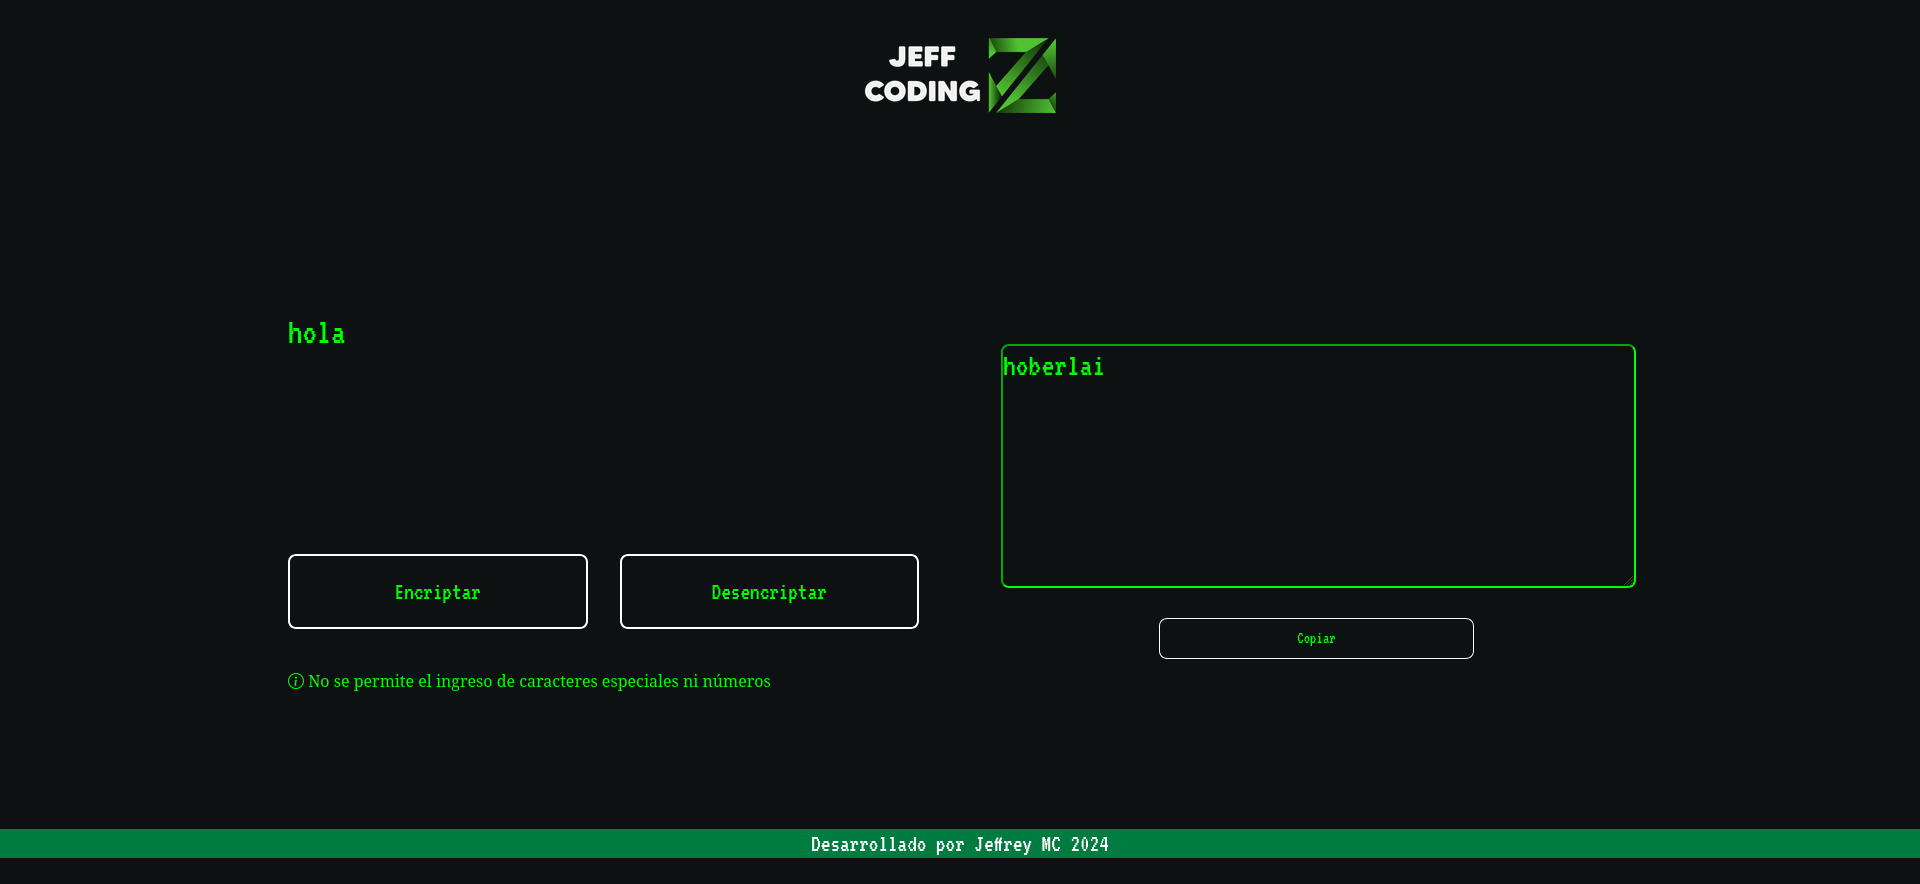 JEFF
CODING
hola
hoberlai
Encriptar
Desencriptar
Copiar
No se permite el ingreso de caracteres especiales ni números
Desarrollado por Jeffrey MC 2024